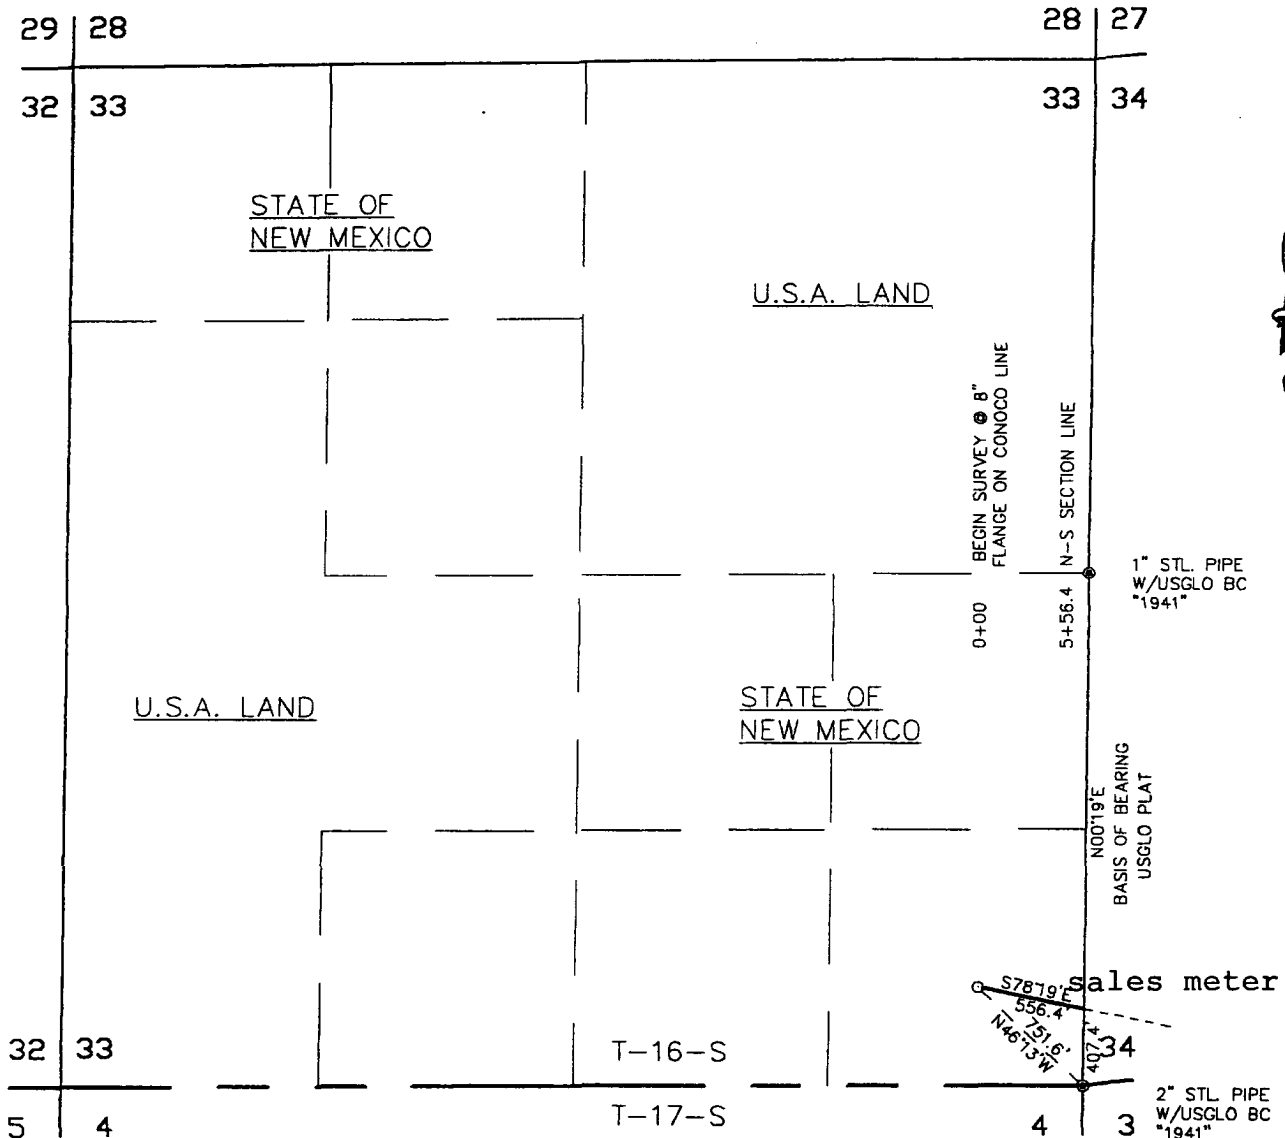 29 28
28 27
32 33
33 34
STATE OF
NEW MEXICO
U.S.A. LAND
BEGIN SURVEY @ 8"
FLANGE ON CONOCO LINE
0+00
N-S SECTION LINE
5+56.4
1" STL. PIPE
W/USGLO BC
"1941"
U.S.A. LAND
STATE OF
NEW MEXICO
N00°19'E
BASIS OF BEARING
USGLO PLAT
S78°19'E
556.4'
sales meter
751.6'
N46°13'W
407.4'
32 33
T-16-S
34
5 4
T-17-S
4 3
2" STL. PIPE
W/USGLO BC
"1941"